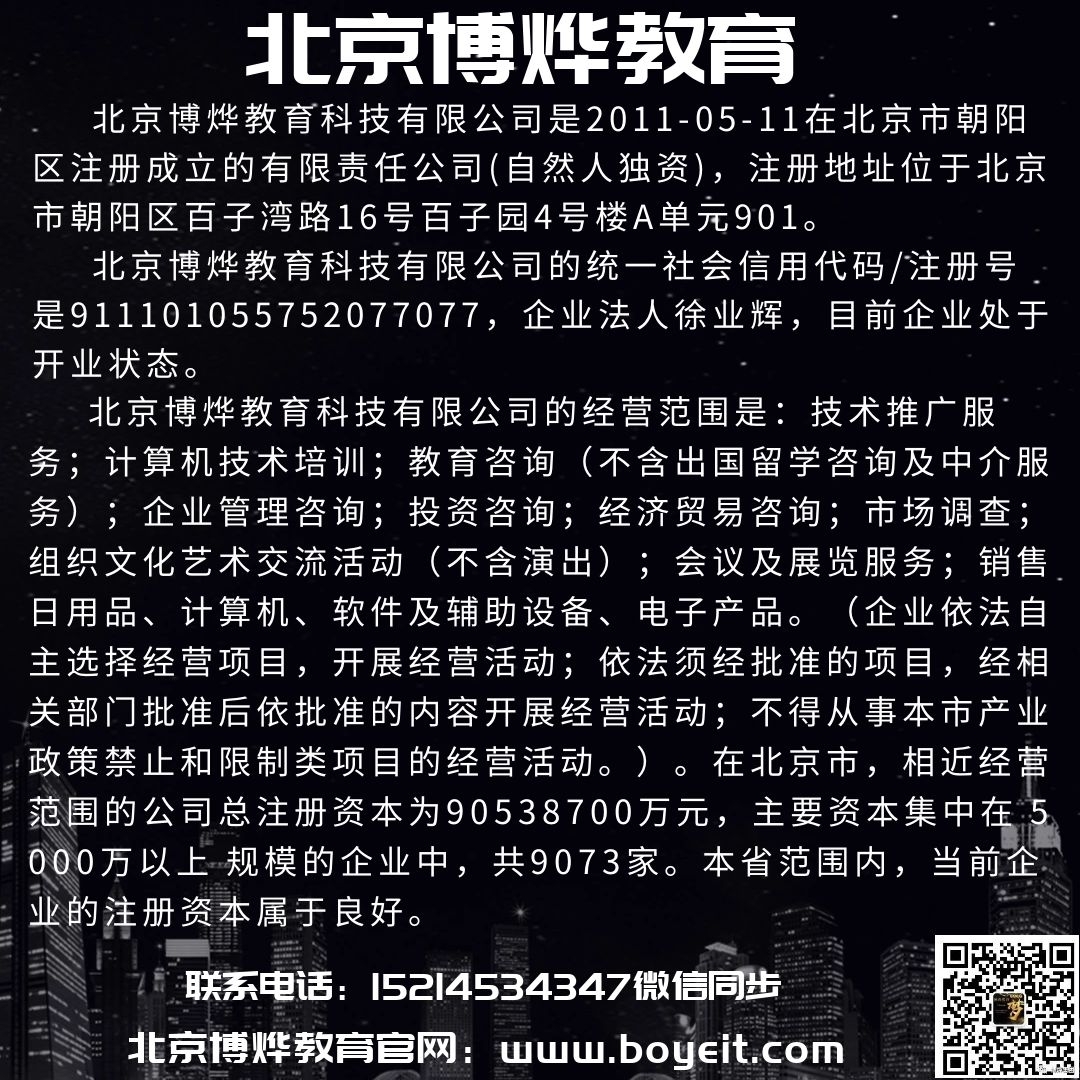 北京博烨教育
北京博烨教育科技有限公司是2011-05-11在北京市朝阳
区注册成立的有限责任公司(自然人独资)，注册地址位于北京
市朝阳区百子湾路16号百子园4号楼A单元901。
北京博烨教育科技有限公司的统一社会信用代码/注册号
是911101055752077077，企业法人徐业辉，目前企业处于
开业状态。
北京博烨教育科技有限公司的经营范围是：技术推广服
务；计算机技术培训；教育咨询（不含出国留学咨询及中介服
务）；企业管理咨询；投资咨询；经济贸易咨询；市场调查；
组织文化艺术交流活动（不含演出）；会议及展览服务；销售
日用品、计算机、软件及辅助设备、电子产品。（企业依法自
主选择经营项目，开展经营活动；依法须经批准的项目，经相
关部门批准后依批准的内容开展经营活动；不得从事本市产业
政策禁止和限制类项目的经营活动。）。在北京市，相近经营
范围的公司总注册资本为90538700万元，主要资本集中在 5
000万以上 规模的企业中，共9073家。本省范围内，当前企
业的注册资本属于良好。
联系电话：15214534347微信同步
北京博烨教育官网：www.boyeit.com
梦